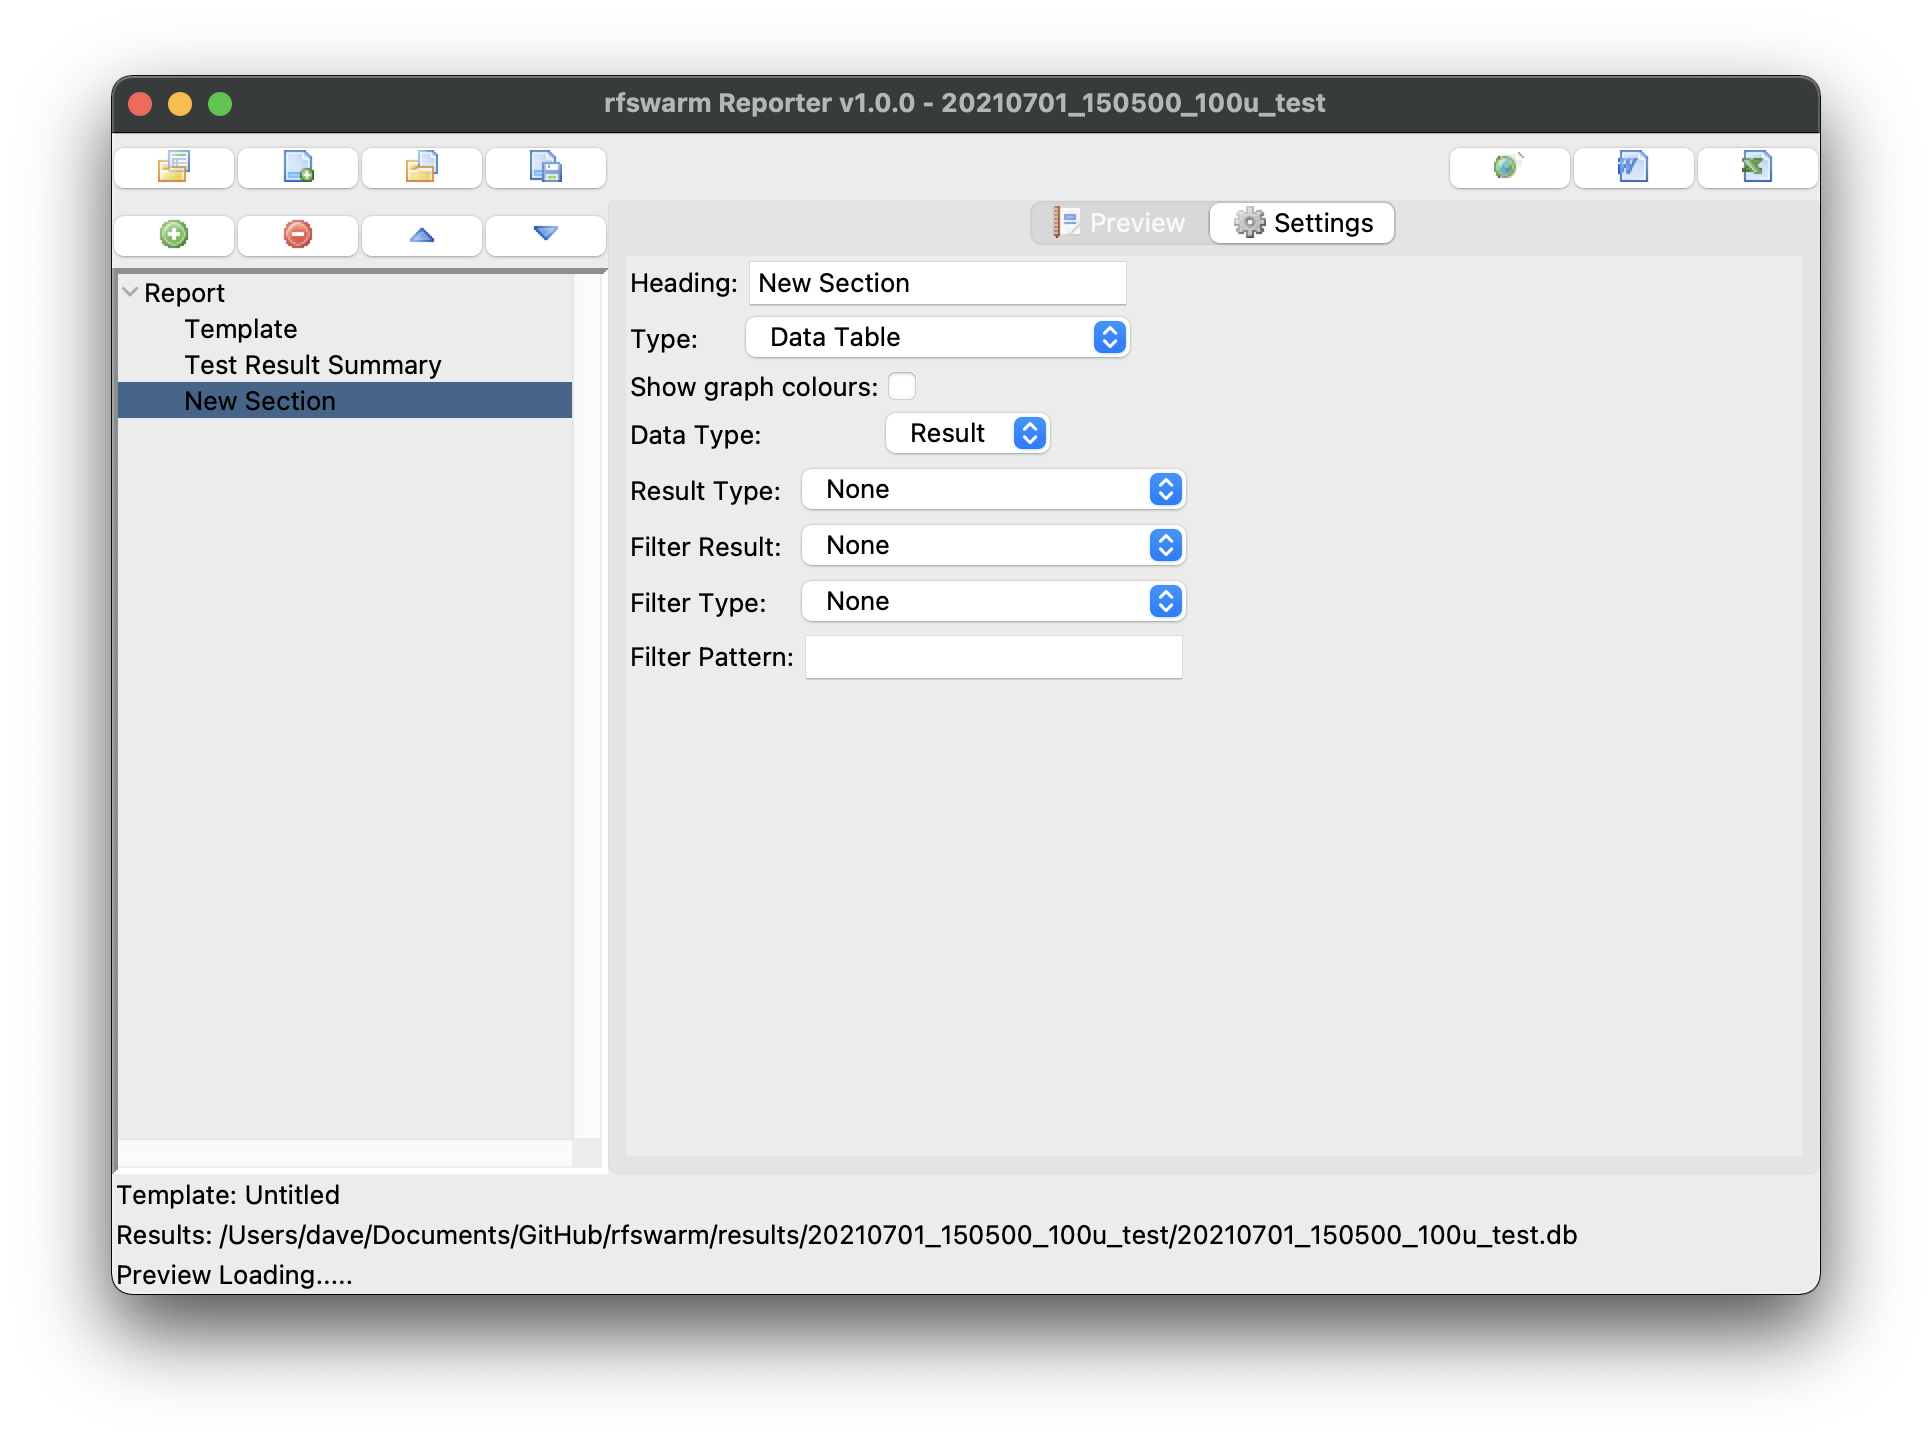 rfswarm Reporter v1.0.0 - 20210701_150500_100u_test
Preview
Settings
Report
Template
Test Result Summary
New Section
Heading: New Section
Type: Data Table
Show graph colours:
Data Type: Result
Result Type: None
Filter Result: None
Filter Type: None
Filter Pattern:
Template: Untitled
Results: /Users/dave/Documents/GitHub/rfswarm/results/20210701_150500_100u_test/20210701_150500_100u_test.db
Preview Loading.....